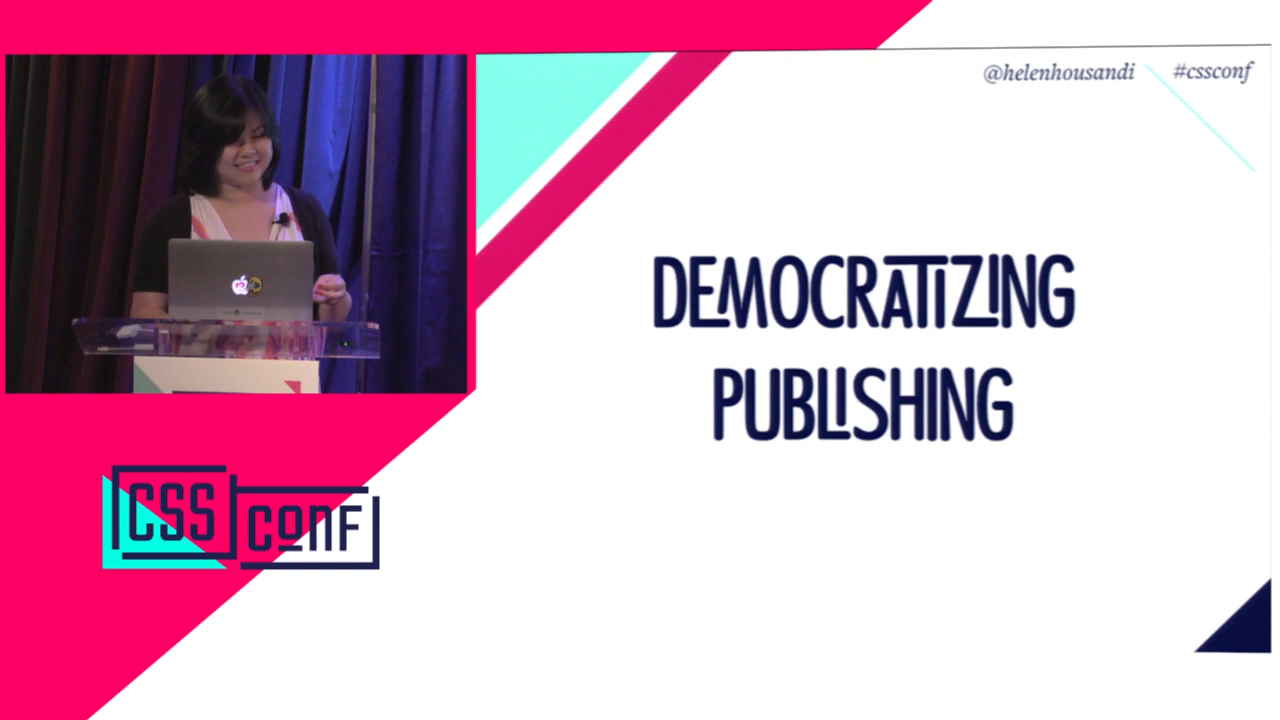 @helenhousandi #cssconf
DEMOCRATIZING
PUBLISHING
CSS
CONF